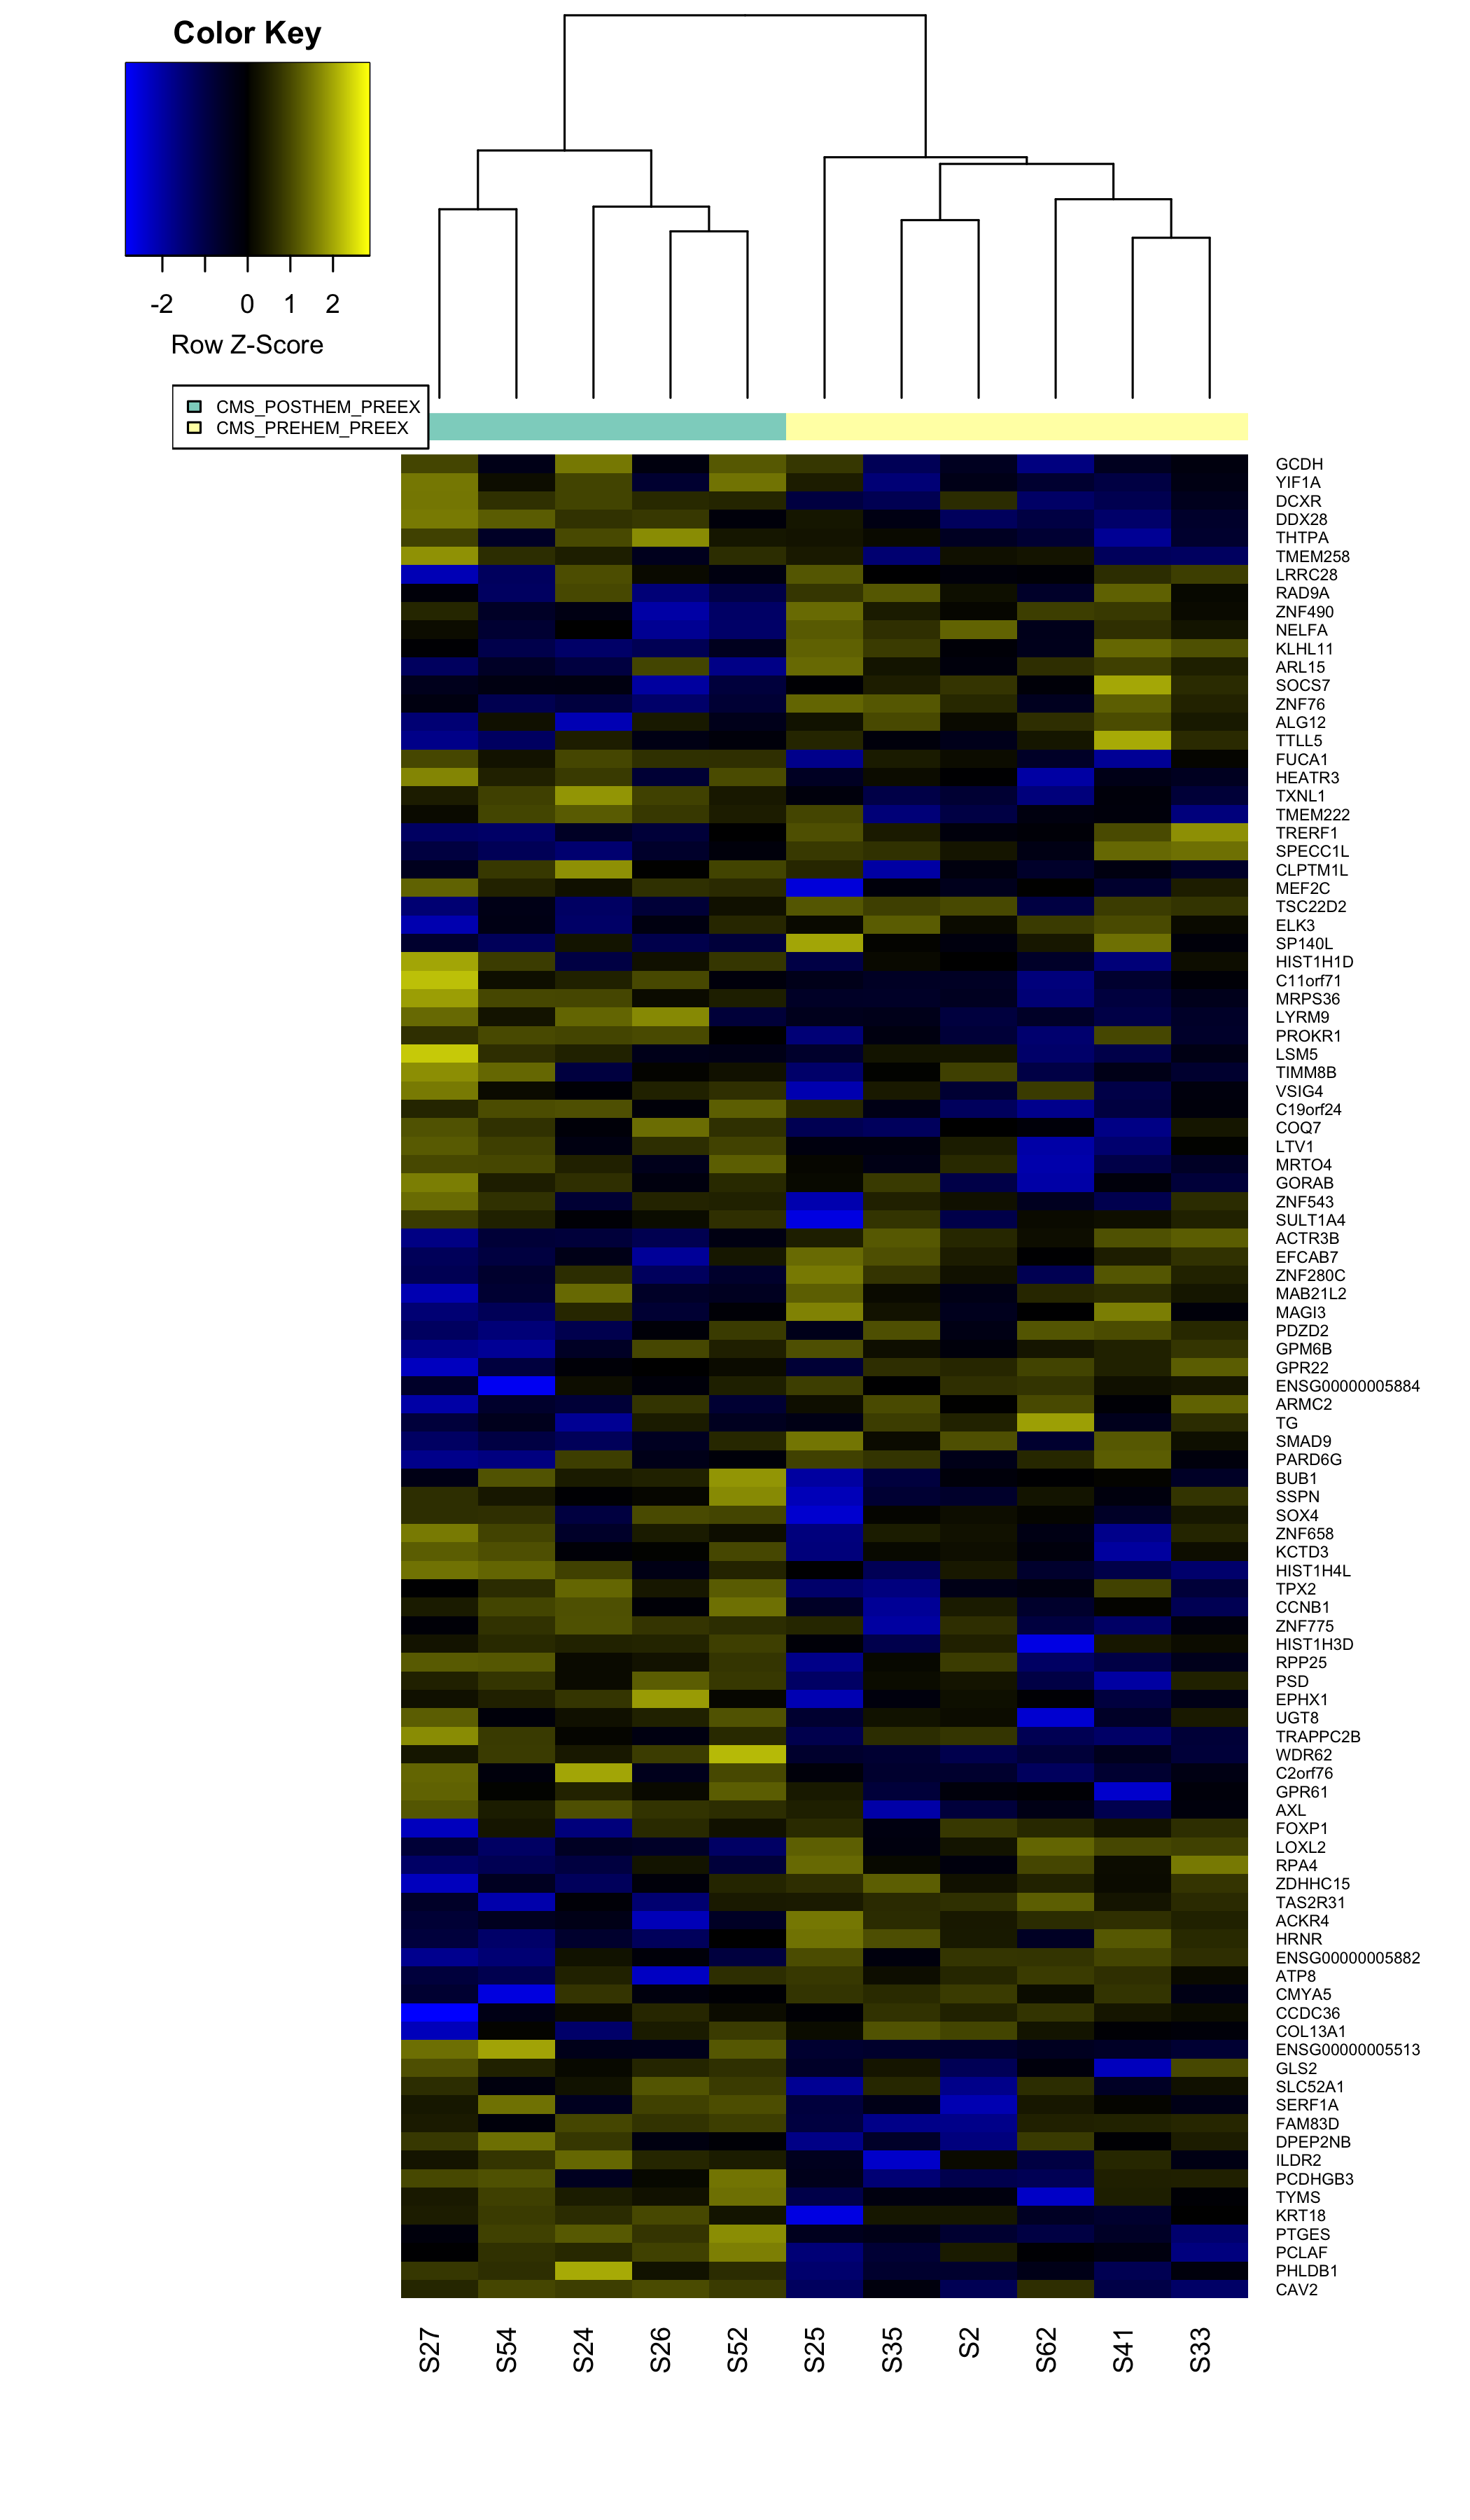 Color Key
-2 0 1 2
Row Z-Score
CMS_POSTHEM_PREEX
CMS_PREHEM_PREEX
GCDH
YIF1A
DCXR
DDX28
THTPA
TMEM258
LRRC28
RAD9A
ZNF490
NELFA
KLHL11
ARL15
SOCS7
ZNF76
ALG12
TTLL5
FUCA1
HEATR3
TXNL1
TMEM222
TRERF1
SPECC1L
CLPTM1L
MEF2C
TSC22D2
ELK3
SP140L
HIST1H1D
C11orf71
MRPS36
LYRM9
PROKR1
LSM5
TIMM8B
VSIG4
C19orf24
COQ7
LTV1
MRTO4
GORAB
ZNF543
SULT1A4
ACTR3B
EFCAB7
ZNF280C
MAB21L2
MAGI3
PDZD2
GPM6B
GPR22
ENSG00000005884
ARMC2
TG
SMAD9
PARD6G
BUB1
SSPN
SOX4
ZNF658
KCTD3
HIST1H4L
TPX2
CCNB1
ZNF775
HIST1H3D
RPP25
PSD
EPHX1
UGT8
TRAPPC2B
WDR62
C2orf76
GPR61
AXL
FOXP1
LOXL2
RPA4
ZDHHC15
TAS2R31
ACKR4
HRNR
ENSG00000005882
ATP8
CMYA5
CCDC36
COL13A1
ENSG00000005513
GLS2
SLC52A1
SERF1A
FAM83D
DPEP2NB
ILDR2
PCDHGB3
TYMS
KRT18
PTGES
PCLAF
PHLDB1
CAV2
S27 S54 S24 S26 S52 S25 S35 S2 S62 S41 S33